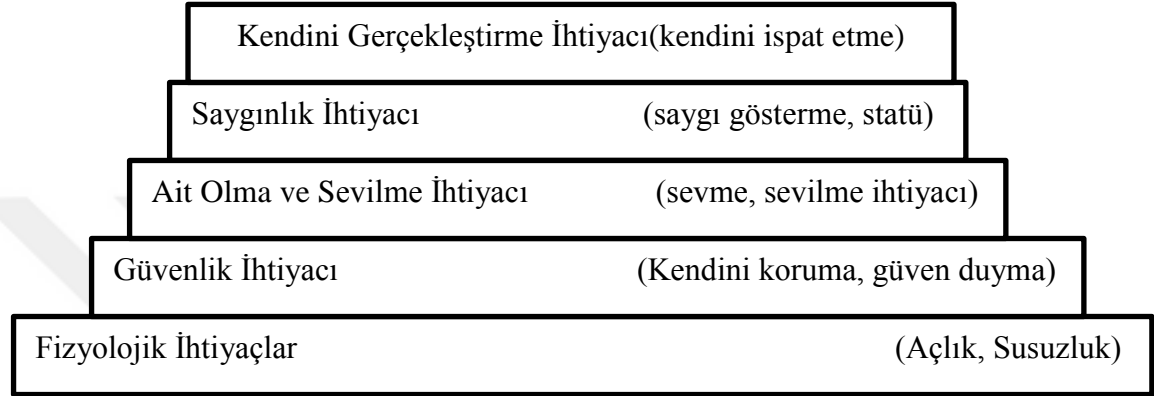 Kendini Gerçekleştirme İhtiyacı(kendini ispat etme)
Saygınlık İhtiyacı (saygı gösterme, statü)
Ait Olma ve Sevilme İhtiyacı (sevme, sevilme ihtiyacı)
Güvenlik İhtiyacı (Kendini koruma, güven duyma)
Fizyolojik İhtiyaçlar (Açlık, Susuzluk)